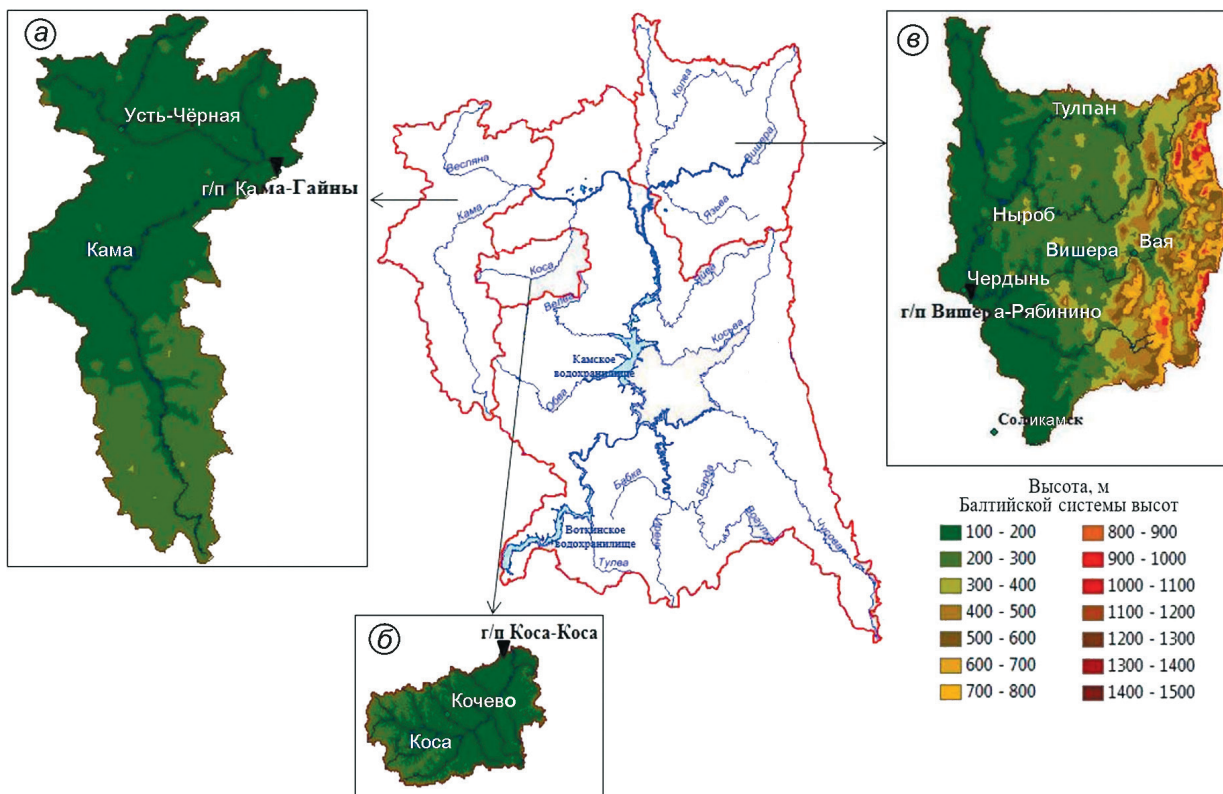 а
Усть-Чёрная
г/п Кама-Гайны
Кама
Колва
Вишера
Весляна
Кама
Язьва
Коса
Яйва
Велва
Косьва
Камское
водохранилище
Обва
Бабка
Барда
Воткинское
водохранилище
Тулва
Чусовая
в
Тулпан
Ныроб
Вишера
Вая
Чердынь
г/п Вишера-Рябинино
Соликамск
Высота, м
Балтийской системы высот
100 - 200
200 - 300
300 - 400
400 - 500
500 - 600
600 - 700
700 - 800
800 - 900
900 - 1000
1000 - 1100
1100 - 1200
1200 - 1300
1300 - 1400
1400 - 1500
б
г/п Коса-Коса
Кочево
Коса